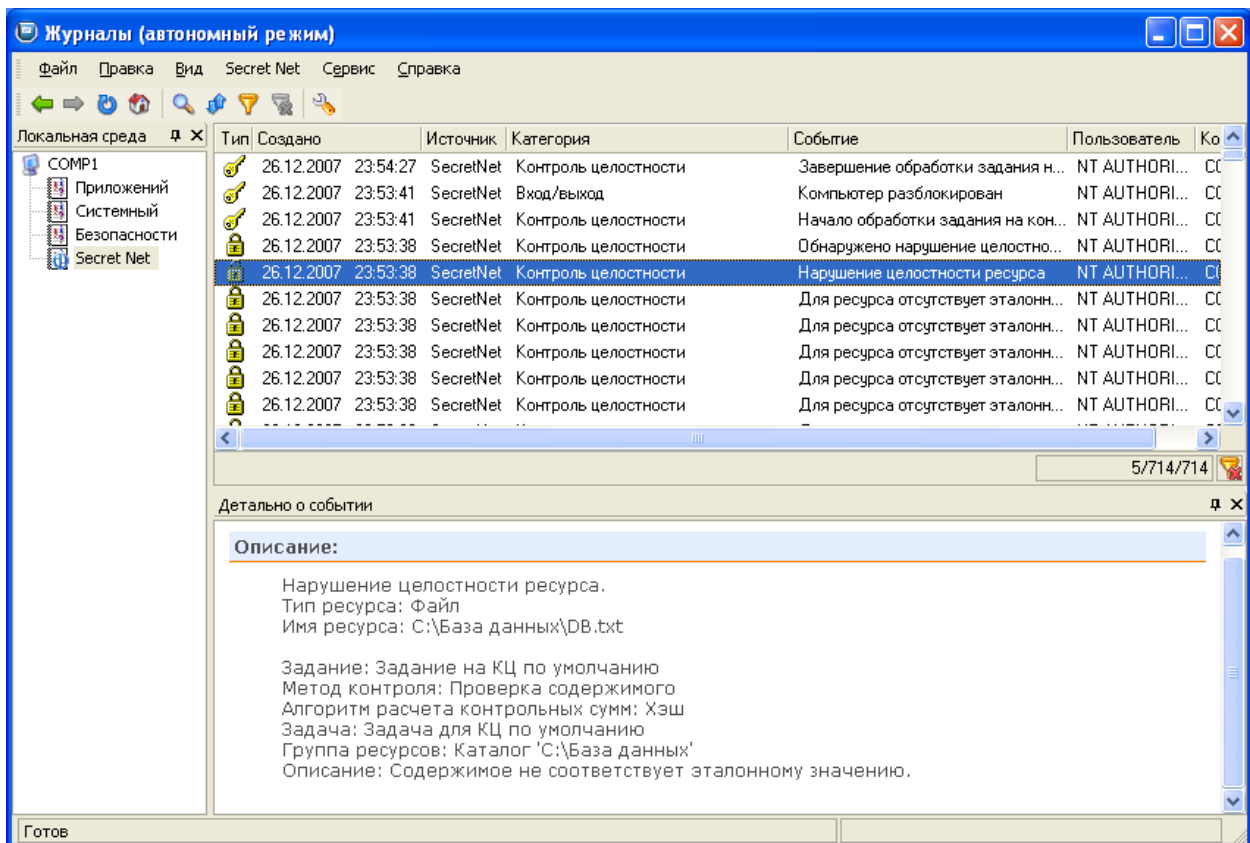 Журналы (автономный режим)
Файл Правка Вид Secret Net Сервис Справка
Локальная среда
COMP1
Приложений
Системный
Безопасности
Secret Net
Тип Создано Источник Категория Событие Пользователь Ко
26.12.2007 23:54:27 SecretNet Контроль целостности Завершение обработки задания н... NT AUTHORI... CC
26.12.2007 23:53:41 SecretNet Вход/выход Компьютер разблокирован NT AUTHORI... CC
26.12.2007 23:53:41 SecretNet Контроль целостности Начало обработки задания на кон... NT AUTHORI... CC
26.12.2007 23:53:38 SecretNet Контроль целостности Обнаружено нарушение целостно... NT AUTHORI... CC
26.12.2007 23:53:38 SecretNet Контроль целостности Нарушение целостности ресурса NT AUTHORI... CC
26.12.2007 23:53:38 SecretNet Контроль целостности Для ресурса отсутствует эталонн... NT AUTHORI... CC
26.12.2007 23:53:38 SecretNet Контроль целостности Для ресурса отсутствует эталонн... NT AUTHORI... CC
26.12.2007 23:53:38 SecretNet Контроль целостности Для ресурса отсутствует эталонн... NT AUTHORI... CC
26.12.2007 23:53:38 SecretNet Контроль целостности Для ресурса отсутствует эталонн... NT AUTHORI... CC
26.12.2007 23:53:38 SecretNet Контроль целостности Для ресурса отсутствует эталонн... NT AUTHORI... CC
5/714/714
Детально о событии
Описание:
Нарушение целостности ресурса.
Тип ресурса: Файл
Имя ресурса: C:\База данных\DB.txt
Задание: Задание на КЦ по умолчанию
Метод контроля: Проверка содержимого
Алгоритм расчета контрольных сумм: Хэш
Задача: Задача для КЦ по умолчанию
Группа ресурсов: Каталог 'C:\База данных'
Описание: Содержимое не соответствует эталонному значению.
Готов